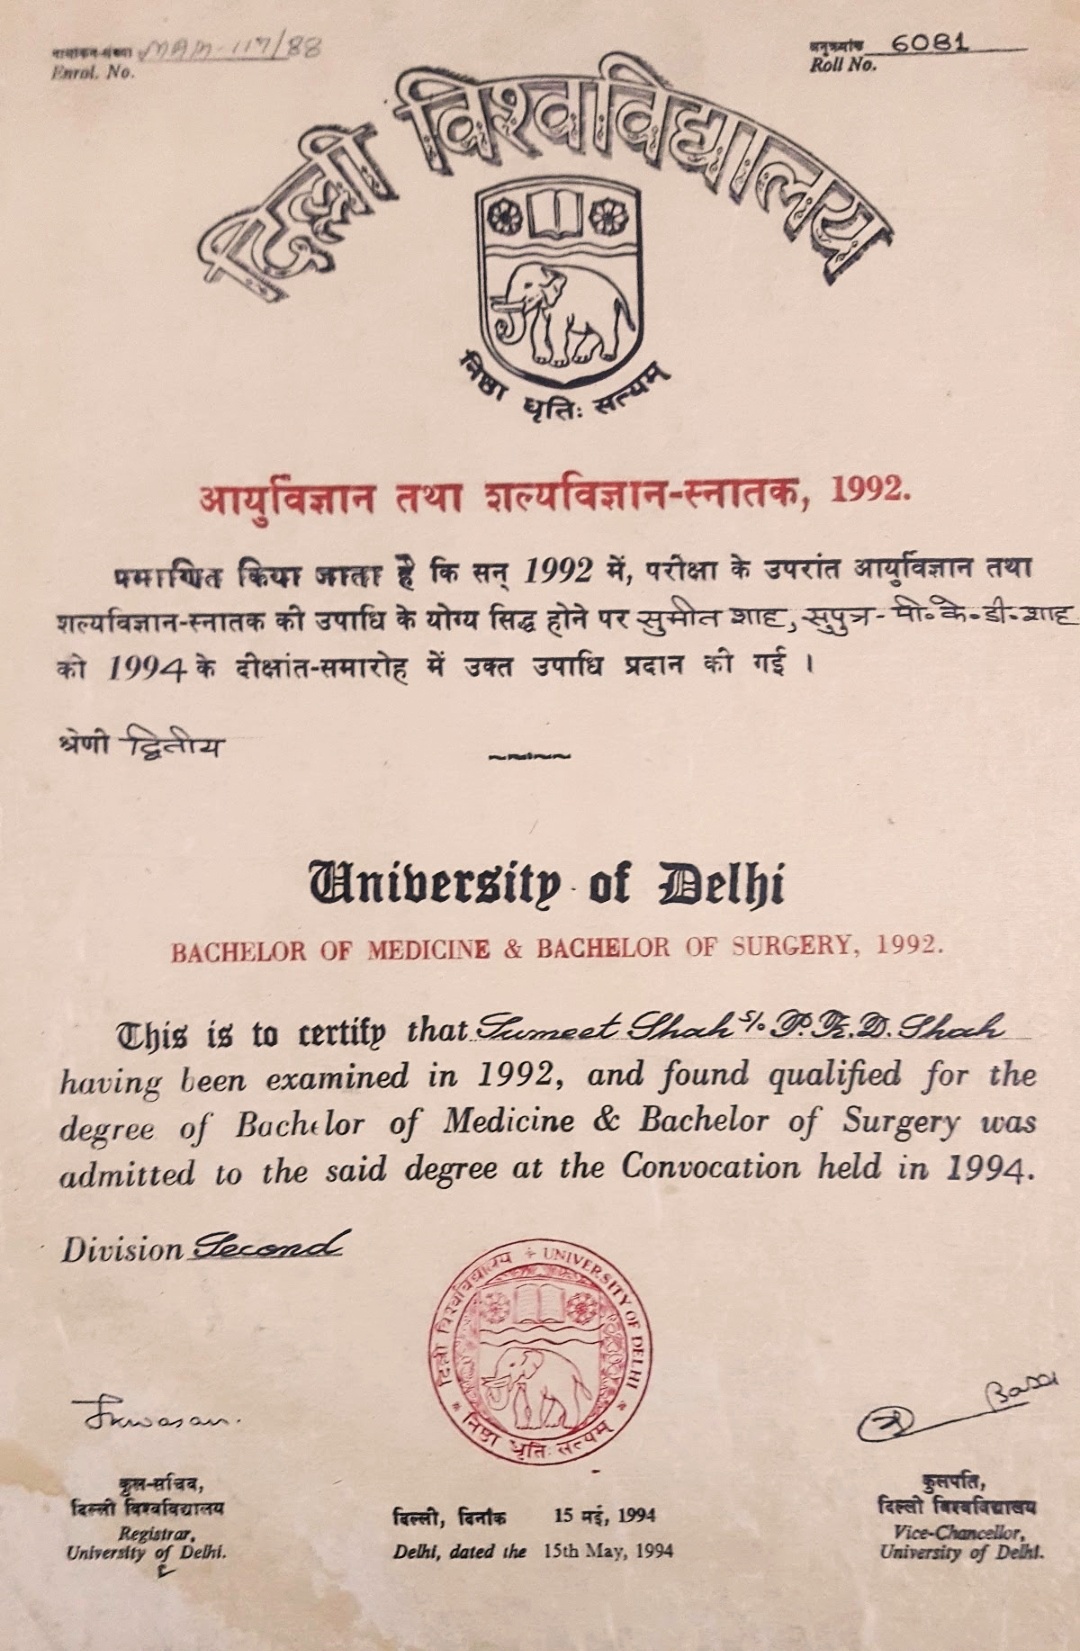 नामांकन-संख्या MAM-117/88
Enrol. No.
अनुक्रमांक 6081
Roll No.
दिल्ली विश्वविद्यालय
निष्ठा धृतिः सत्यम्
आयुर्विज्ञान तथा शल्यविज्ञान-स्नातक, 1992.
प्रमाणित किया जाता है कि सन् 1992 में, परीक्षा के उपरांत आयुर्विज्ञान तथा
शल्यविज्ञान-स्नातक की उपाधि के योग्य सिद्ध होने पर सुमीत शाह, सुपुत्र-पी॰के॰डी॰शाह
को 1994 के दीक्षांत-समारोह में उक्त उपाधि प्रदान की गई ।
श्रेणी द्वितीय
University of Delhi
BACHELOR OF MEDICINE & BACHELOR OF SURGERY, 1992.
This is to certify that Sumeet Shah s/o P.K.D. Shah
having been examined in 1992, and found qualified for the
degree of Bachelor of Medicine & Bachelor of Surgery was
admitted to the said degree at the Convocation held in 1994.
Division Second
दिल्ली विश्वविद्यालय UNIVERSITY OF DELHI
निष्ठा धृतिः सत्यम्
कुल-सचिव,
दिल्ली विश्वविद्यालय
Registrar,
University of Delhi.
दिल्ली, दिनांक 15 मई, 1994
Delhi, dated the 15th May, 1994
कुलपति,
दिल्ली विश्वविद्यालय
Vice-Chancellor,
University of Delhi.